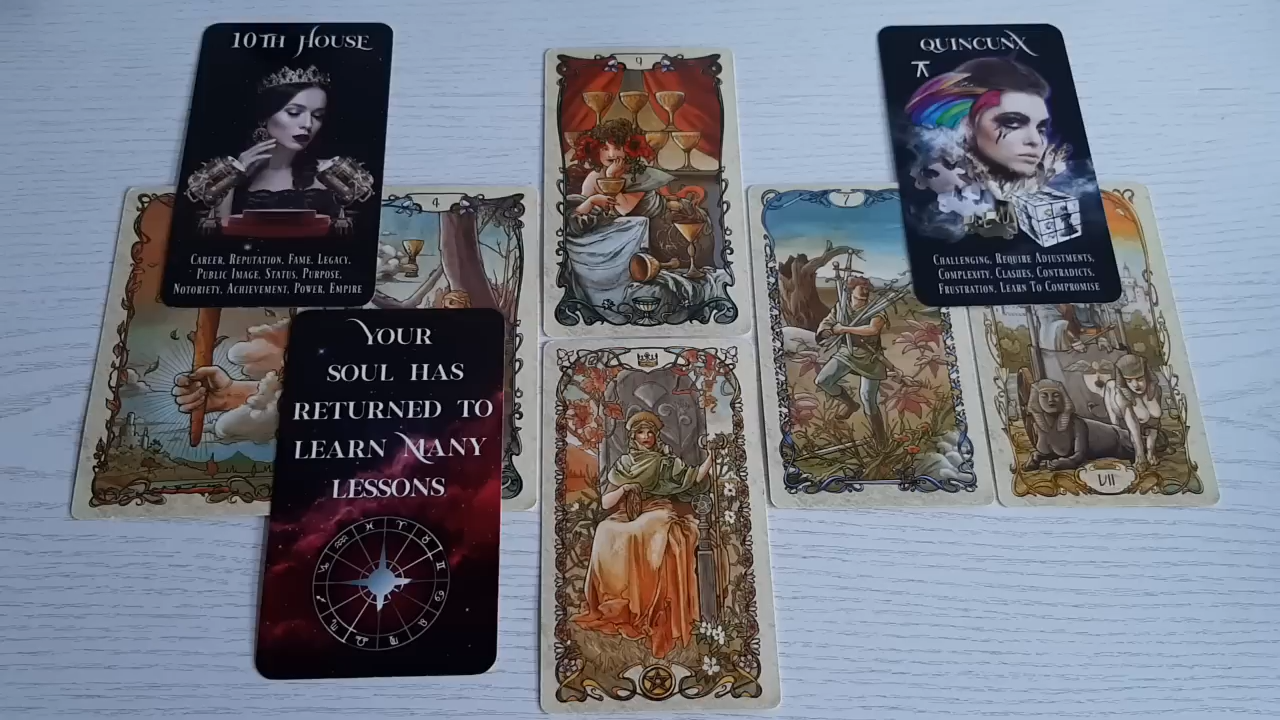 10TH HOUSE
CAREER, REPUTATION, FAME, LEGACY,
PUBLIC IMAGE, STATUS, PURPOSE,
NOTORIETY, ACHIEVEMENT, POWER, EMPIRE
4
9
7
QUINCUNX
CHALLENGING, REQUIRE ADJUSTMENTS,
COMPLEXITY, CLASHES, CONTRADICTS,
FRUSTRATION, LEARN TO COMPROMISE
YOUR
SOUL HAS
RETURNED TO
LEARN MANY
LESSONS
VII